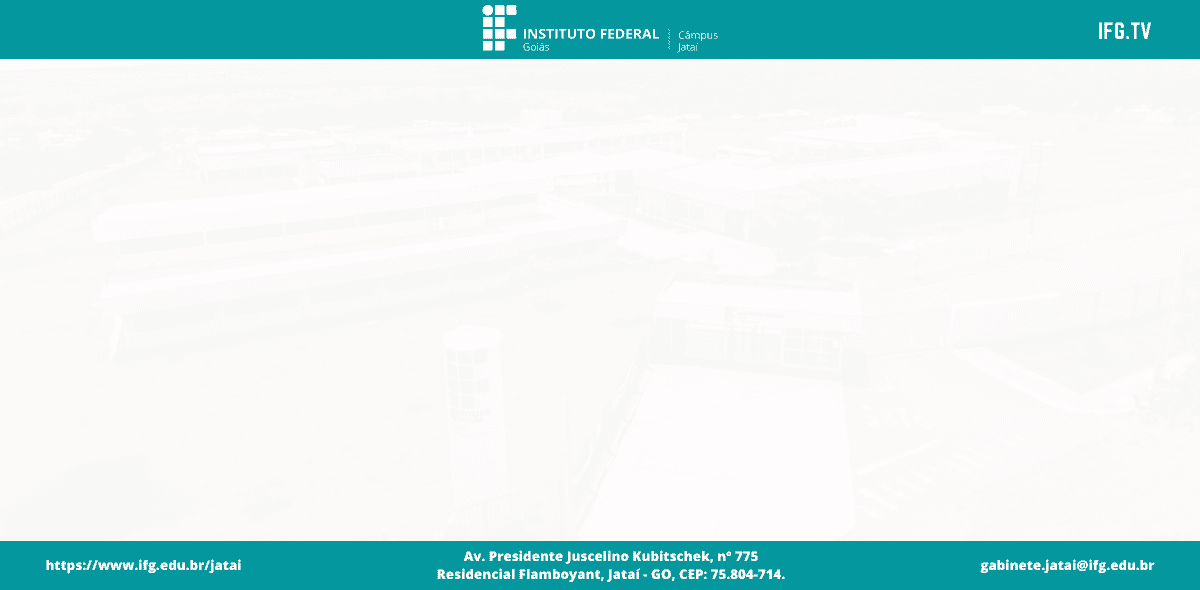 INSTITUTO FEDERAL
Goiás
Câmpus
Jataí
IFG.TV
https://www.ifg.edu.br/jatai
Av. Presidente Juscelino Kubitschek, nº 775
Residencial Flamboyant, Jataí - GO, CEP: 75.804-714.
gabinete.jatai@ifg.edu.br